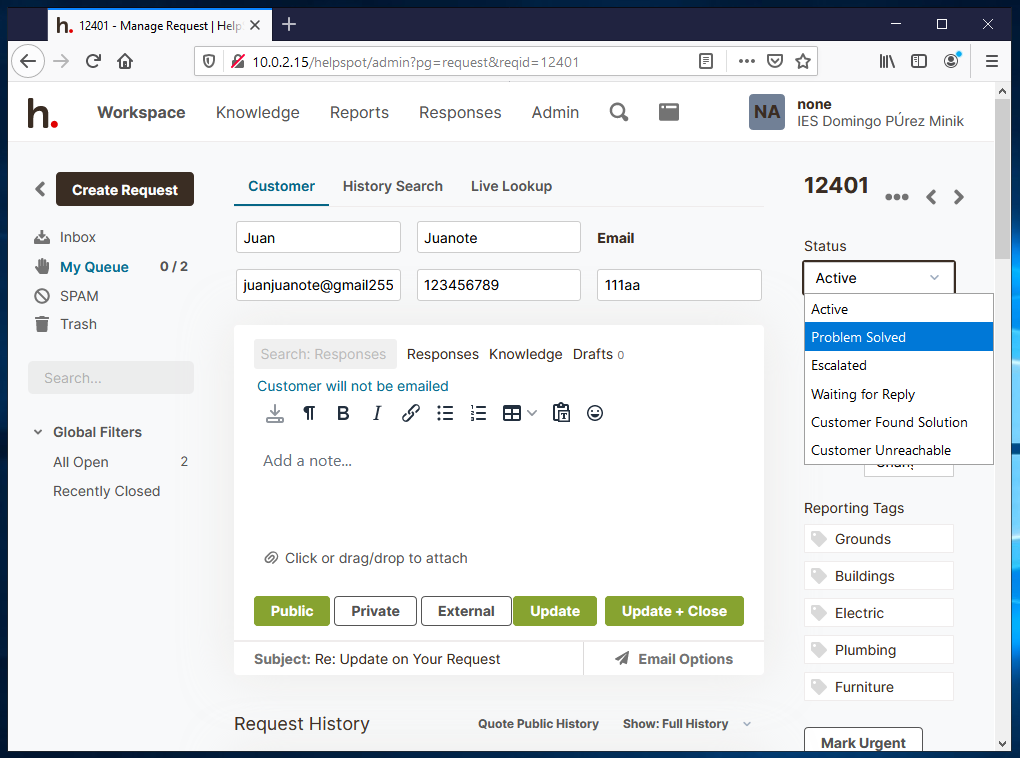 12401 - Manage Request | Help
10.0.2.15/helpspot/admin?pg=request&reqid=12401
h.
Workspace
Knowledge
Reports
Responses
Admin
NA
none
IES Domingo PÚrez Minik
Create Request
Inbox
My Queue 0 / 2
SPAM
Trash
Search...
Global Filters
All Open 2
Recently Closed
Customer
History Search
Live Lookup
Juan
Juanote
Email
juanjuanote@gmail255
123456789
111aa
Search: Responses
Responses
Knowledge
Drafts 0
Customer will not be emailed
Add a note...
Click or drag/drop to attach
Public
Private
External
Update
Update + Close
Subject: Re: Update on Your Request
Email Options
Request History
Quote Public History
Show: Full History
12401
Status
Active
Active
Problem Solved
Escalated
Waiting for Reply
Customer Found Solution
Customer Unreachable
Reporting Tags
Grounds
Buildings
Electric
Plumbing
Furniture
Mark Urgent